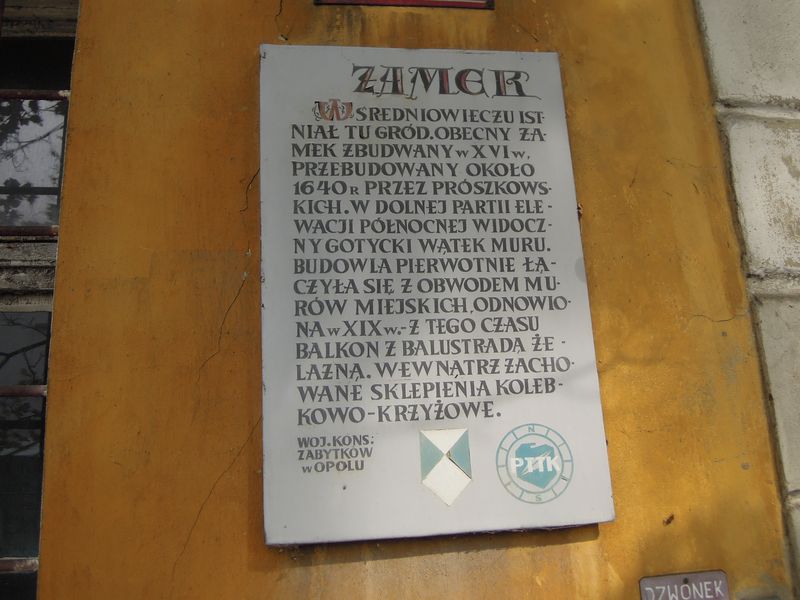 ZAMEK
W ŚREDNIOWIECZU IST-
NIAŁ TU GRÓD. OBECNY ZA-
MEK ZBUDWANY w XVI w,
PRZEBUDOWANY OKOŁO
1640 R PRZEZ PRÓSZKOWS-
KICH. W DOLNEJ PARTII ELE-
WACJI PÓŁNOCNEJ WIDOCZ-
NY GOTYCKI WĄTEK MURU.
BUDOWLA PIERWOTNIE ŁĄ-
CZYŁA SIĘ Z OBWODEM MU-
RÓW MIEJSKICH, ODNOWIO-
NA w XIX w.-Z TEGO CZASU
BALKON Z BALUSTRADĄ ŻE-
LAZNĄ. WEWNĄTRZ ZACHO-
WANE SKLEPIENIA KOLEB-
KOWO-KRZYŻOWE.
WOJ. KONS:
ZABYTKÓW
w OPOLU
N
PTTK
S
DZWONEK